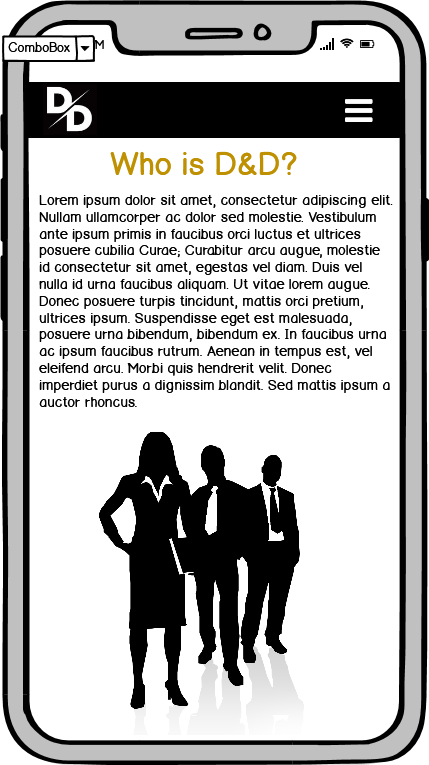 ComboBox
M
D
D
Who is D&D?
Lorem ipsum dolor sit amet, consectetur adipiscing elit.
Nullam ullamcorper ac dolor sed molestie. Vestibulum
ante ipsum primis in faucibus orci luctus et ultrices
posuere cubilia Curae; Curabitur arcu augue, molestie
id consectetur sit amet, egestas vel diam. Duis vel
nulla id urna faucibus aliquam. Ut vitae lorem augue.
Donec posuere turpis tincidunt, mattis orci pretium,
ultrices ipsum. Suspendisse eget est malesuada,
posuere urna bibendum, bibendum ex. In faucibus urna
ac ipsum faucibus rutrum. Aenean in tempus est, vel
eleifend arcu. Morbi quis hendrerit velit. Donec
imperdiet purus a dignissim blandit. Sed mattis ipsum a
auctor rhoncus.